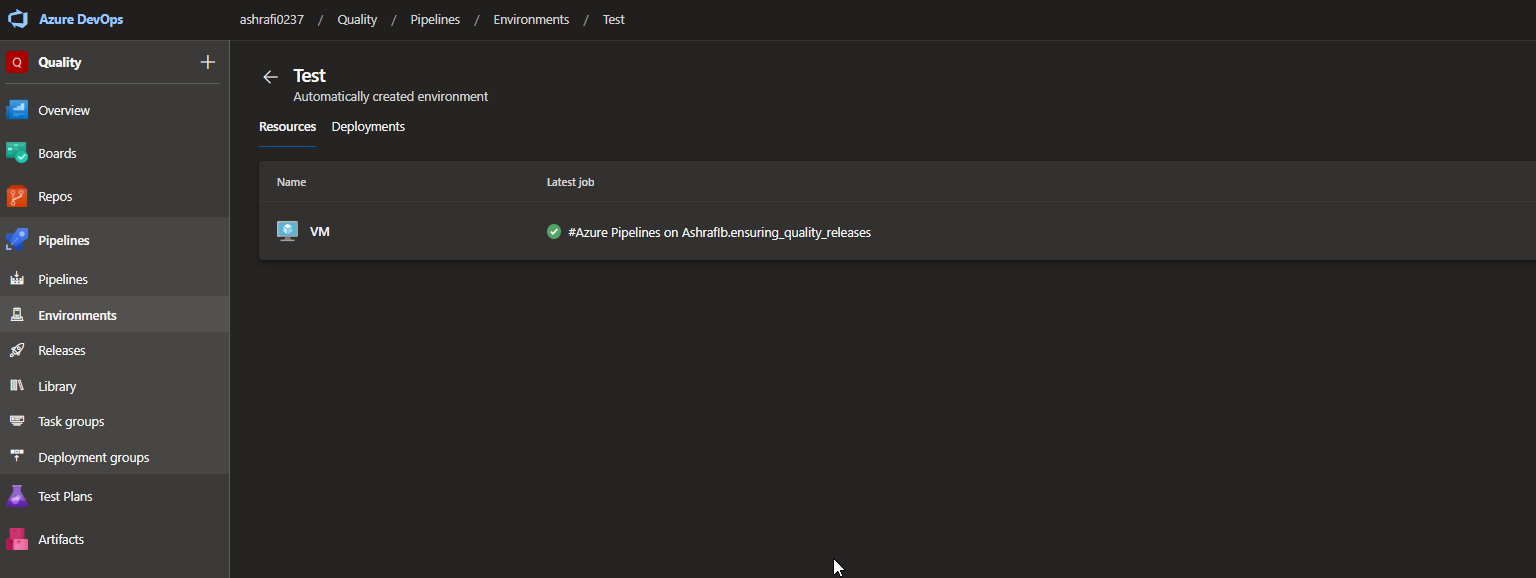 Azure DevOps
ashrafi0237 / Quality / Pipelines / Environments / Test
Q Quality
Overview
Boards
Repos
Pipelines
Pipelines
Environments
Releases
Library
Task groups
Deployment groups
Test Plans
Artifacts
Test
Automatically created environment
Resources Deployments
Name Latest job
VM #Azure Pipelines on AshrafIb.ensuring_quality_releases